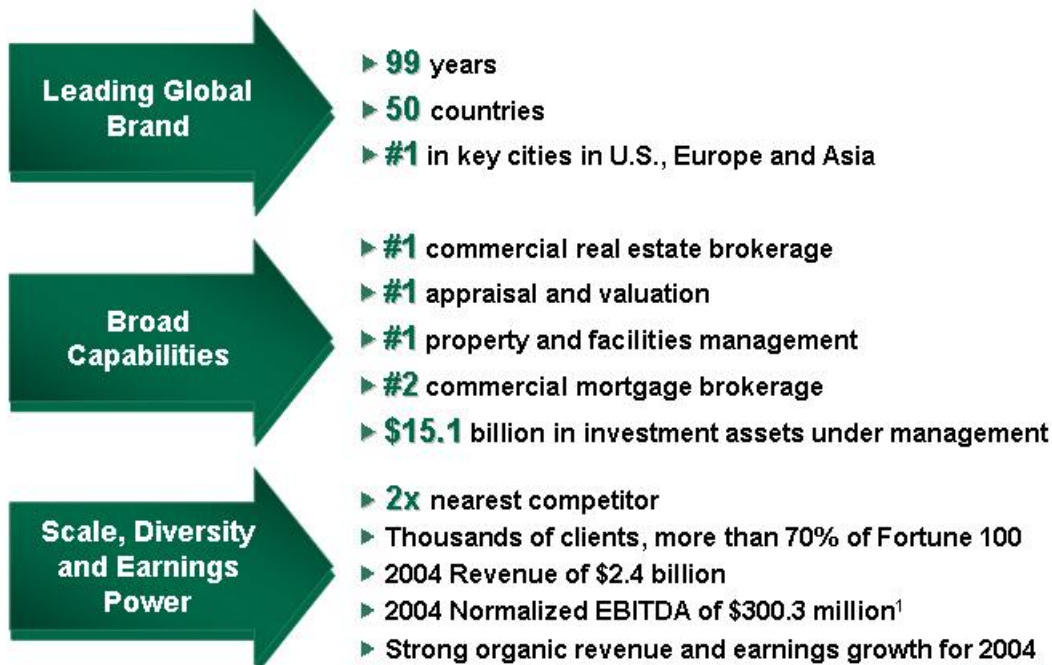 Leading Global
Brand
▸ 99 years
▸ 50 countries
▸ #1 in key cities in U.S., Europe and Asia
Broad
Capabilities
▸ #1 commercial real estate brokerage
▸ #1 appraisal and valuation
▸ #1 property and facilities management
▸ #2 commercial mortgage brokerage
▸ $15.1 billion in investment assets under management
Scale, Diversity
and Earnings
Power
▸ 2x nearest competitor
▸ Thousands of clients, more than 70% of Fortune 100
▸ 2004 Revenue of $2.4 billion
▸ 2004 Normalized EBITDA of $300.3 million¹
▸ Strong organic revenue and earnings growth for 2004